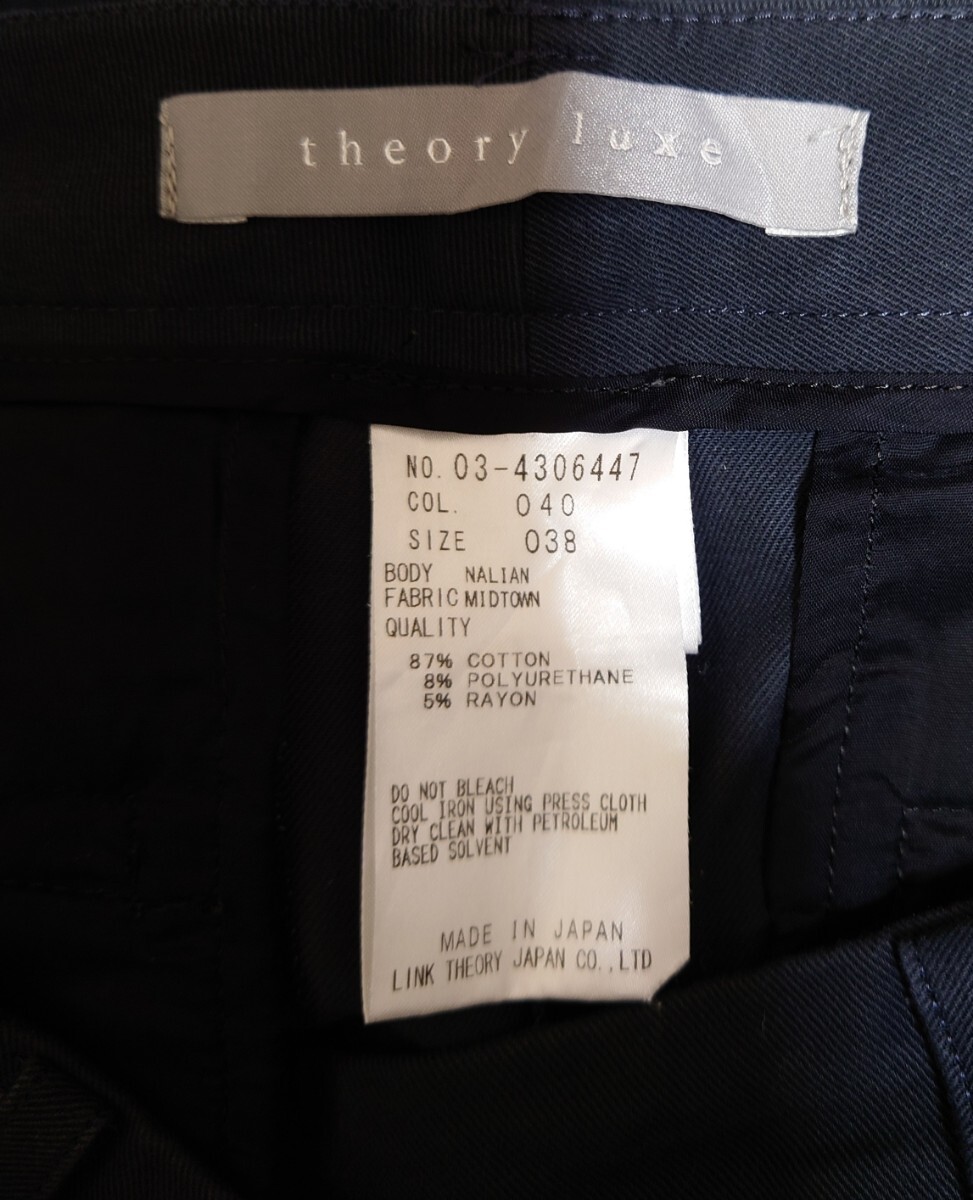 theory luxe
NO. 03-4306447
COL. 040
SIZE 038
BODY NALIAN
FABRIC MIDTOWN
QUALITY
87% COTTON
8% POLYURETHANE
5% RAYON
DO NOT BLEACH
COOL IRON USING PRESS CLOTH
DRY CLEAN WITH PETROLEUM
BASED SOLVENT
MADE IN JAPAN
LINK THEORY JAPAN CO.,LTD